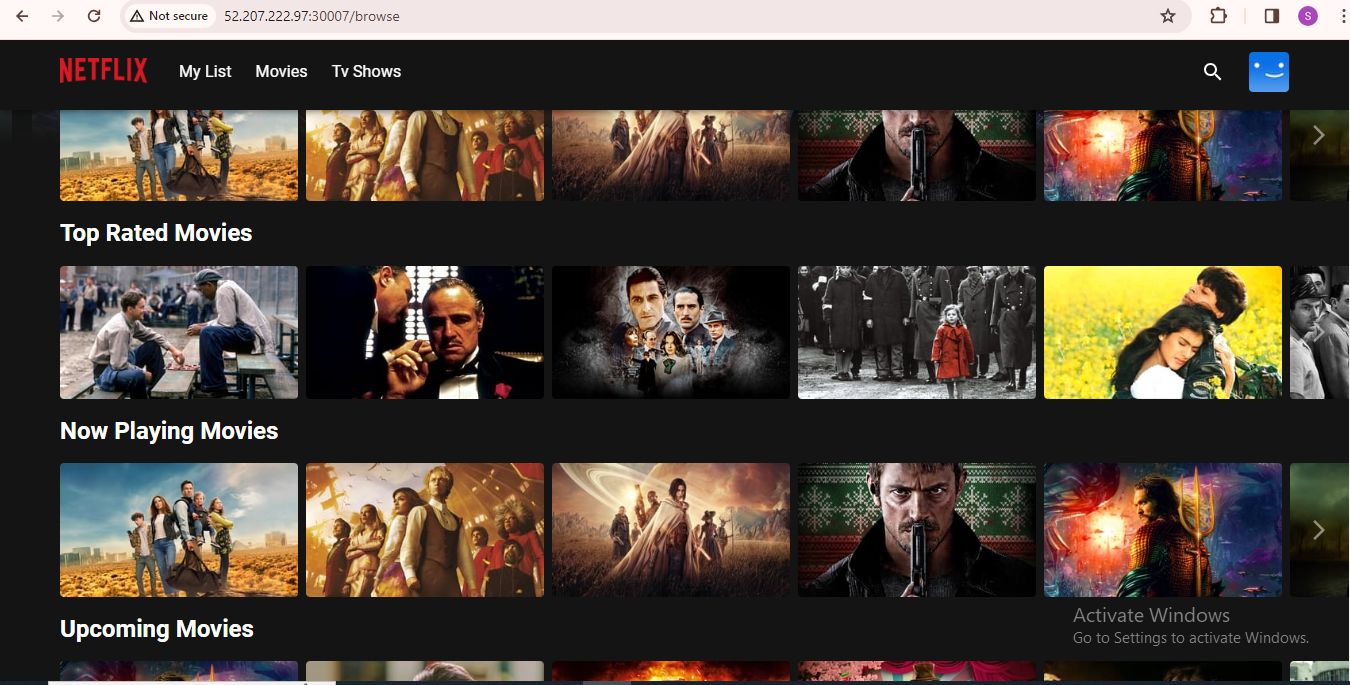 Not secure 52.207.222.97:30007/browse S
NETFLIX My List Movies Tv Shows
Top Rated Movies
Now Playing Movies
Upcoming Movies
Activate Windows
Go to Settings to activate Windows.